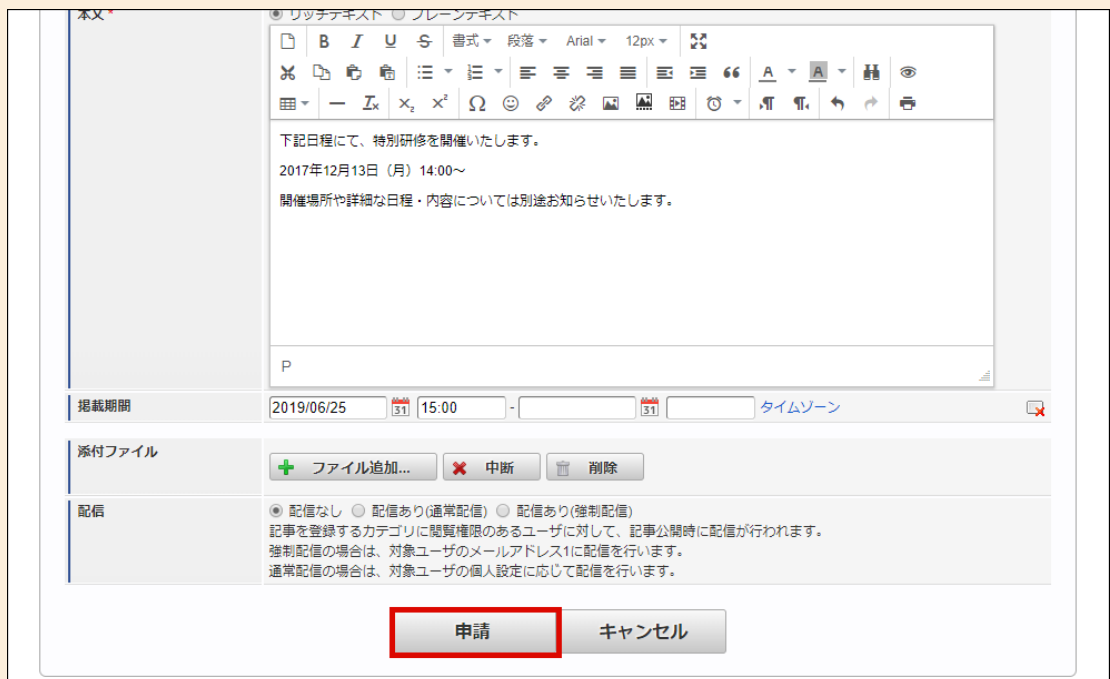 本文 *
リッチテキスト プレーンテキスト
B I U S 書式 段落 Arial 12px
下記日程にて、特別研修を開催いたします。
2017年12月13日（月）14:00～
開催場所や詳細な日程・内容については別途お知らせいたします。
P
掲載期間 2019/06/25 31 15:00 - 31 タイムゾーン
添付ファイル
ファイル追加... 中断 削除
配信 配信なし 配信あり(通常配信) 配信あり(強制配信)
記事を登録するカテゴリに閲覧権限のあるユーザに対して、記事公開時に配信が行われます。
強制配信の場合は、対象ユーザのメールアドレス1に配信を行います。
通常配信の場合は、対象ユーザの個人設定に応じて配信を行います。
申請 キャンセル